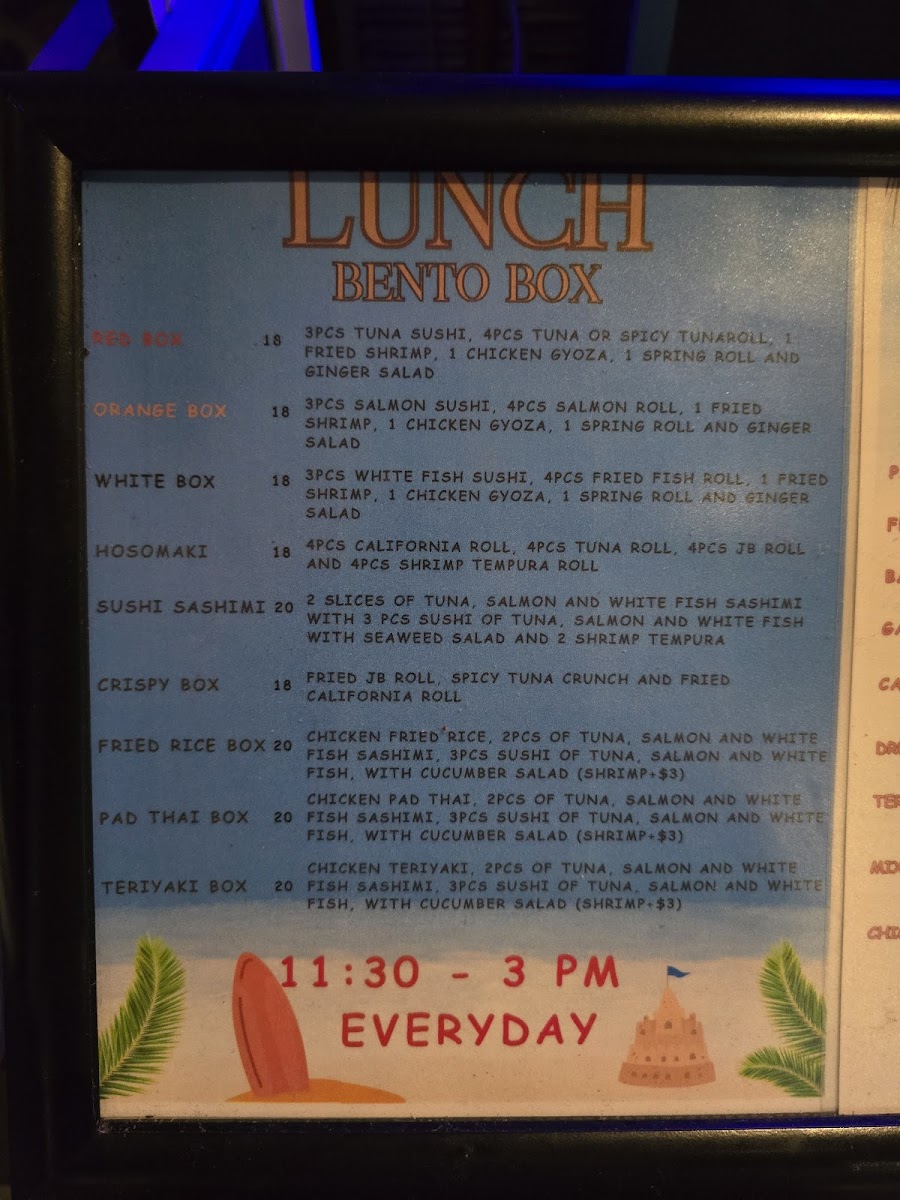 LUNCH
BENTO BOX
RED BOX 18 3PCS TUNA SUSHI, 4PCS TUNA OR SPICY TUNAROLL, 1
FRIED SHRIMP, 1 CHICKEN GYOZA, 1 SPRING ROLL AND
GINGER SALAD
ORANGE BOX 18 3PCS SALMON SUSHI, 4PCS SALMON ROLL, 1 FRIED
SHRIMP, 1 CHICKEN GYOZA, 1 SPRING ROLL AND GINGER
SALAD
WHITE BOX 18 3PCS WHITE FISH SUSHI, 4PCS FRIED FISH ROLL, 1 FRIED
SHRIMP, 1 CHICKEN GYOZA, 1 SPRING ROLL AND GINGER
SALAD
HOSOMAKI 18 4PCS CALIFORNIA ROLL, 4PCS TUNA ROLL, 4PCS JB ROLL
AND 4PCS SHRIMP TEMPURA ROLL
SUSHI SASHIMI 20 2 SLICES OF TUNA, SALMON AND WHITE FISH SASHIMI
WITH 3 PCS SUSHI OF TUNA, SALMON AND WHITE FISH
WITH SEAWEED SALAD AND 2 SHRIMP TEMPURA
CRISPY BOX 18 FRIED JB ROLL, SPICY TUNA CRUNCH AND FRIED
CALIFORNIA ROLL
FRIED RICE BOX 20 CHICKEN FRIED RICE, 2PCS OF TUNA, SALMON AND WHITE
FISH SASHIMI, 3PCS SUSHI OF TUNA, SALMON AND WHITE
FISH, WITH CUCUMBER SALAD (SHRIMP+$3)
PAD THAI BOX 20 CHICKEN PAD THAI, 2PCS OF TUNA, SALMON AND WHITE
FISH SASHIMI, 3PCS SUSHI OF TUNA, SALMON AND WHITE
FISH, WITH CUCUMBER SALAD (SHRIMP+$3)
TERIYAKI BOX 20 CHICKEN TERIYAKI, 2PCS OF TUNA, SALMON AND WHITE
FISH SASHIMI, 3PCS SUSHI OF TUNA, SALMON AND WHITE
FISH, WITH CUCUMBER SALAD (SHRIMP+$3)
11:30 - 3 PM
EVERYDAY